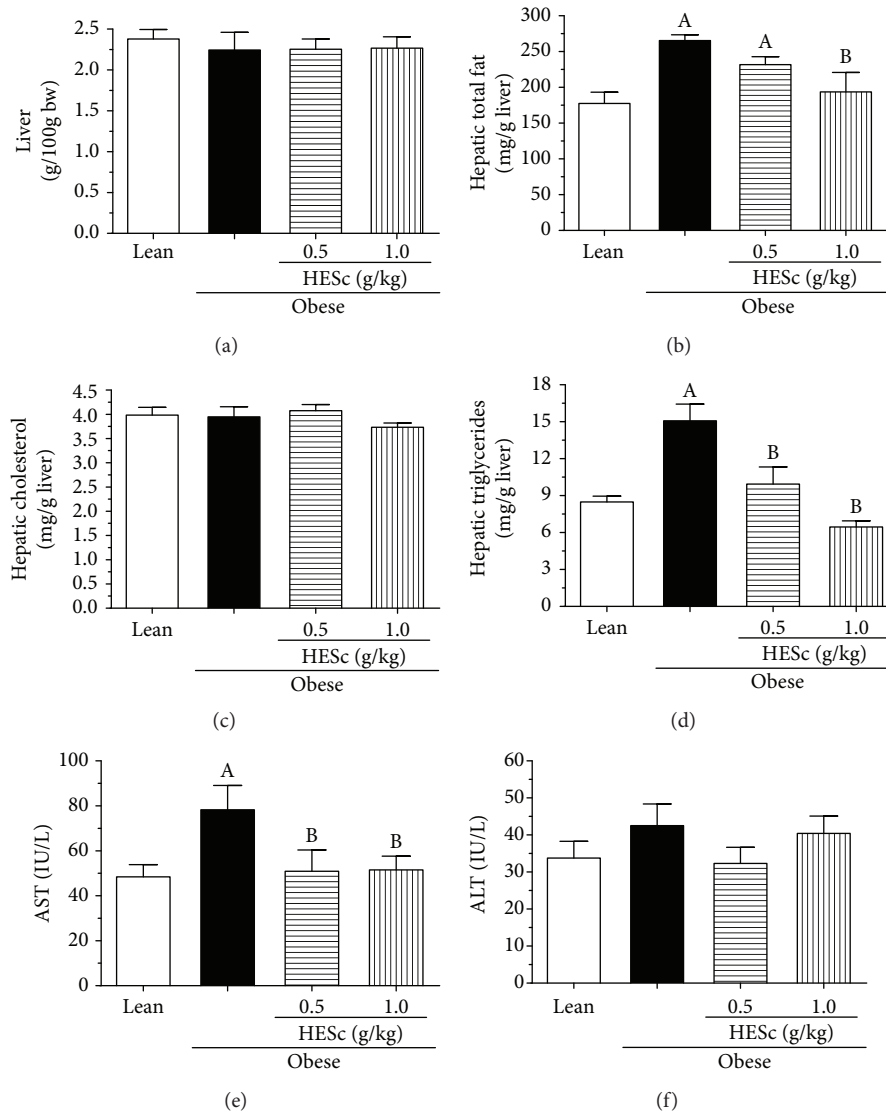 Liver
(g/100g bw)
2.5
2.0
1.5
1.0
0.5
0.0
Lean
0.5
1.0
HESc (g/kg)
Obese
(a)
Hepatic total fat
(mg/g liver)
300
250
200
150
100
50
0
A
A
B
Lean
0.5
1.0
HESc (g/kg)
Obese
(b)
Hepatic cholesterol
(mg/g liver)
4.5
4.0
3.5
3.0
2.5
2.0
1.5
1.0
0.5
0.0
Lean
0.5
1.0
HESc (g/kg)
Obese
(c)
Hepatic triglycerides
(mg/g liver)
18
15
12
9
6
3
0
A
B
B
Lean
0.5
1.0
HESc (g/kg)
Obese
(d)
AST (IU/L)
100
80
60
40
20
0
A
B
B
Lean
0.5
1.0
HESc (g/kg)
Obese
(e)
ALT (IU/L)
60
50
40
30
20
10
0
Lean
0.5
1.0
HESc (g/kg)
Obese
(f)